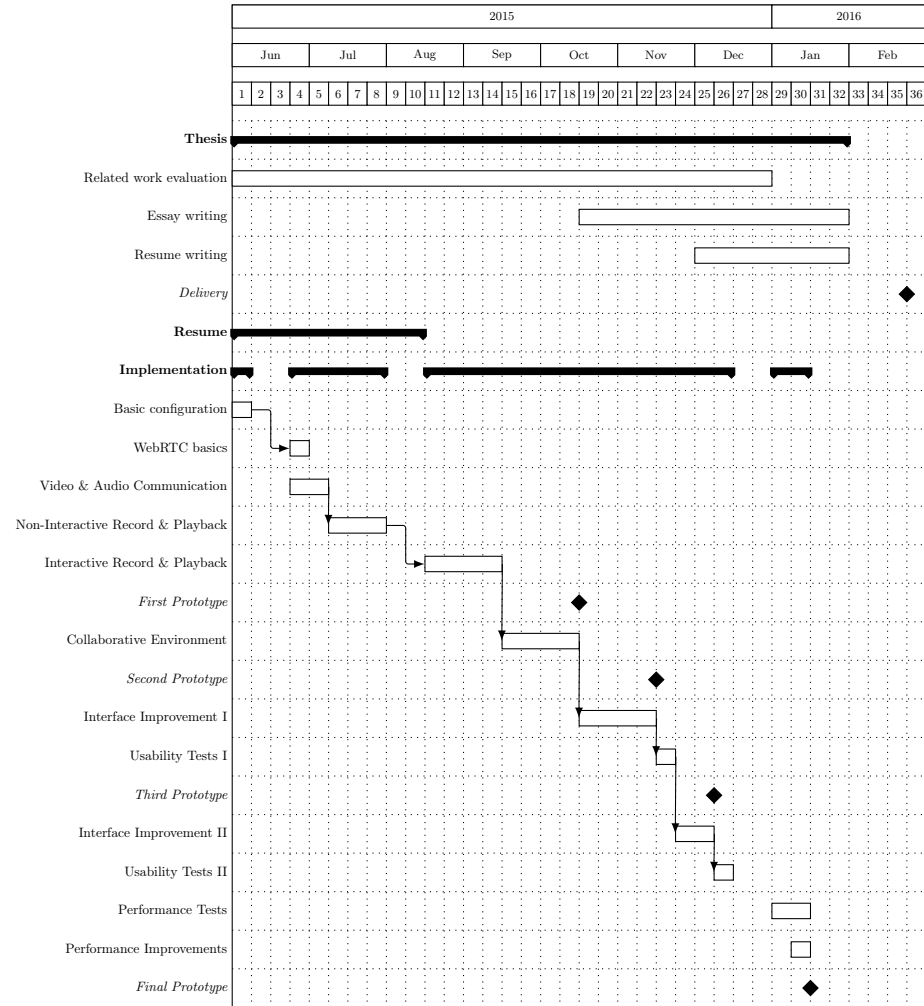 2015 2016
Jun Jul Aug Sep Oct Nov Dec Jan Feb
1 2 3 4 5 6 7 8 9 10 11 12 13 14 15 16 17 18 19 20 21 22 23 24 25 26 27 28 29 30 31 32 33 34 35 36
Thesis
Related work evaluation
Essay writing
Resume writing
Delivery
Resume
Implementation
Basic configuration
WebRTC basics
Video & Audio Communication
Non-Interactive Record & Playback
Interactive Record & Playback
First Prototype
Collaborative Environment
Second Prototype
Interface Improvement I
Usability Tests I
Third Prototype
Interface Improvement II
Usability Tests II
Performance Tests
Performance Improvements
Final Prototype